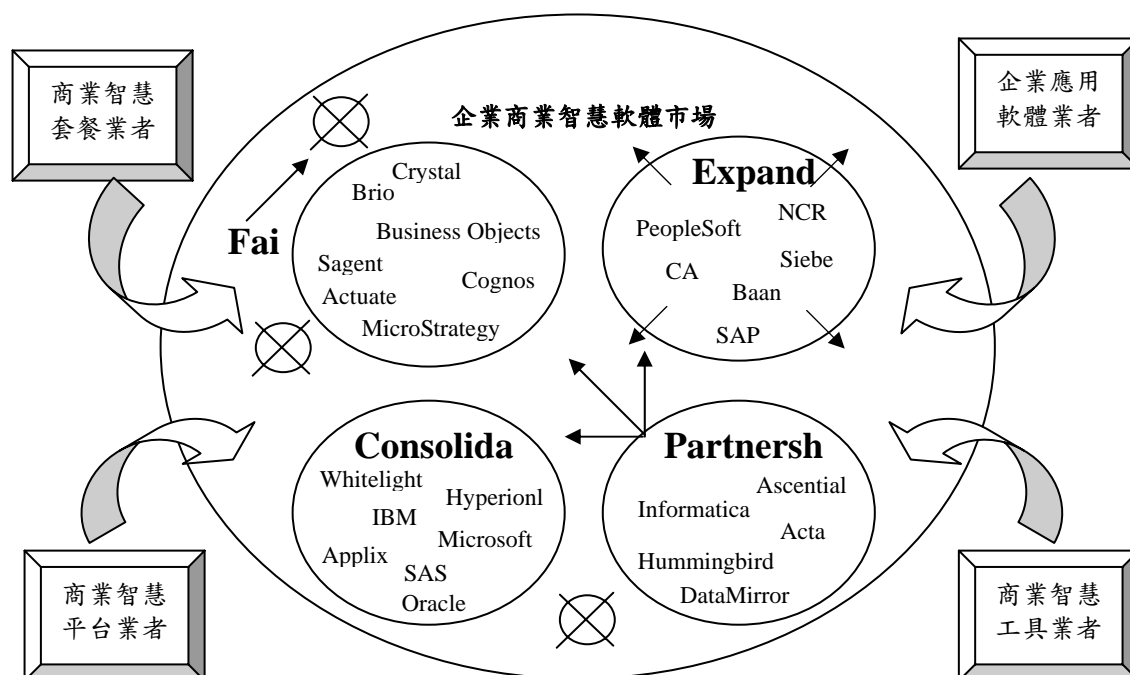 商業智慧
套餐業者
企業應用
軟體業者
企業商業智慧軟體市場
Fai
Crystal
Brio
Business Objects
Sagent
Cognos
Actuate
MicroStrategy
Expand
NCR
PeopleSoft
Siebe
CA
Baan
SAP
Consolida
Whitelight
Hyperionl
IBM
Microsoft
Applix
SAS
Oracle
Partnersh
Ascential
Informatica
Acta
Hummingbird
DataMirror
商業智慧
平台業者
商業智慧
工具業者